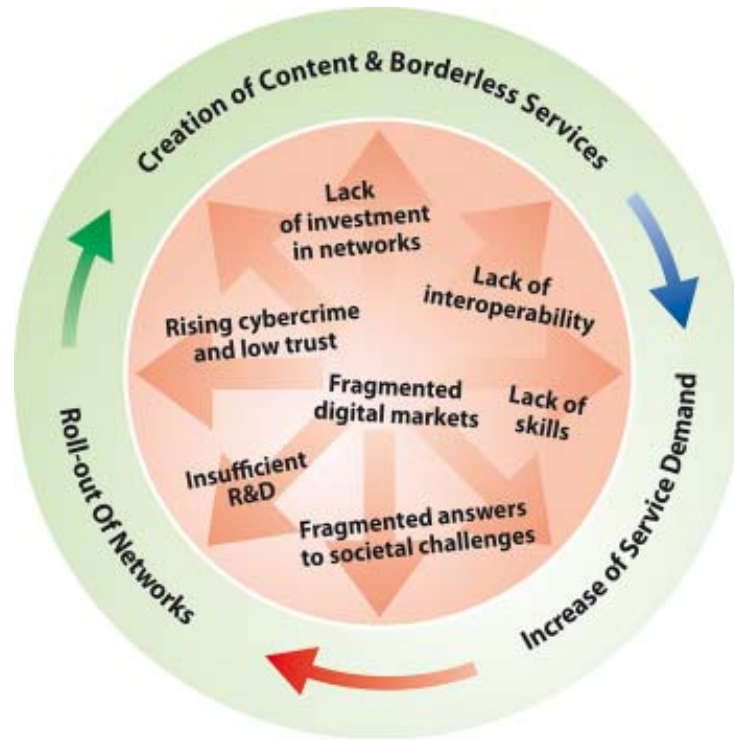 Creation of Content & Borderless Services
Lack
of investment
in networks
Lack of
interoperability
Rising cybercrime
and low trust
Fragmented
digital markets
Lack of
skills
Insufficient
R&D
Fragmented answers
to societal challenges
Increase of Service Demand
Roll-out Of Networks